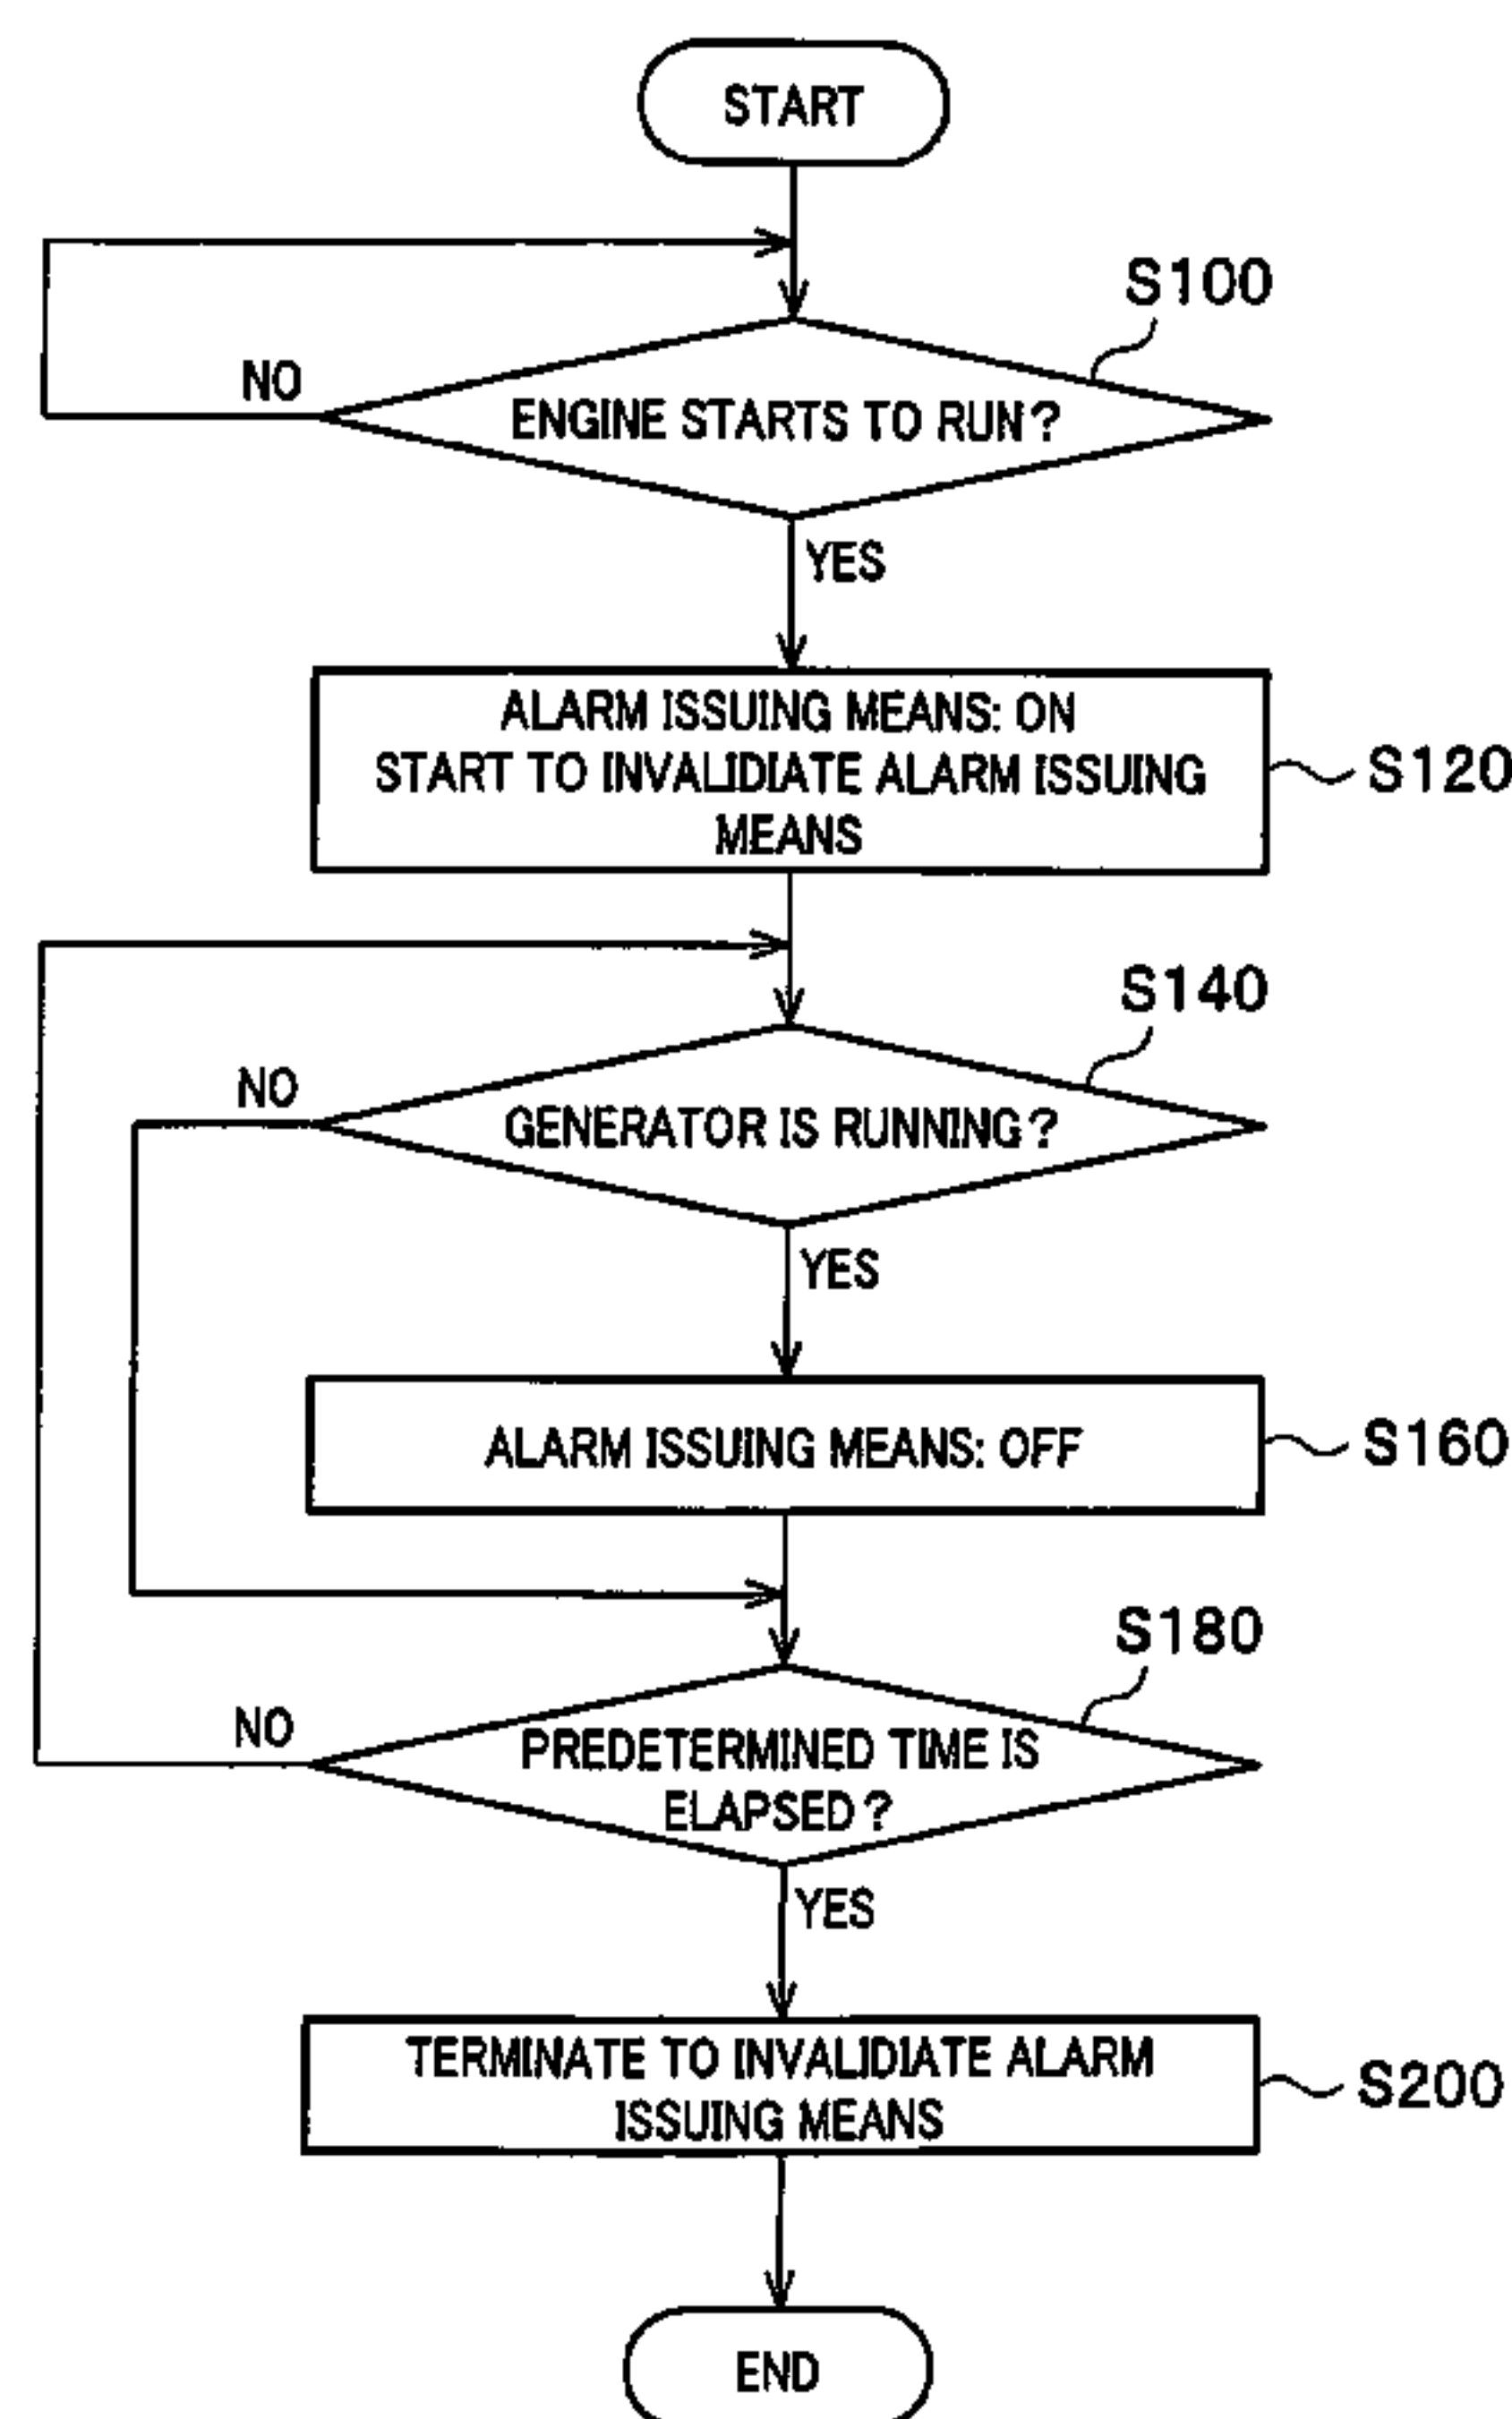 START
S100
NO
ENGINE STARTS TO RUN?
YES
ALARM ISSUING MEANS: ON
START TO INVALIDIATE ALARM ISSUING
MEANS
S120
S140
NO
GENERATOR IS RUNNING?
YES
ALARM ISSUING MEANS: OFF
S160
S180
NO
PREDETERMINED TIME IS
ELAPSED?
YES
TERMINATE TO INVALIDIATE ALARM
ISSUING MEANS
S200
END